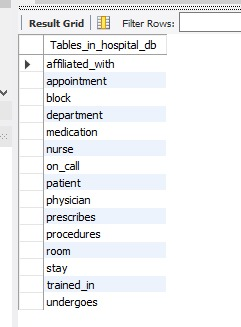 Result Grid Filter Rows:
Tables_in_hospital_db
affiliated_with
appointment
block
department
medication
nurse
on_call
patient
physician
prescribes
procedures
room
stay
trained_in
undergoes